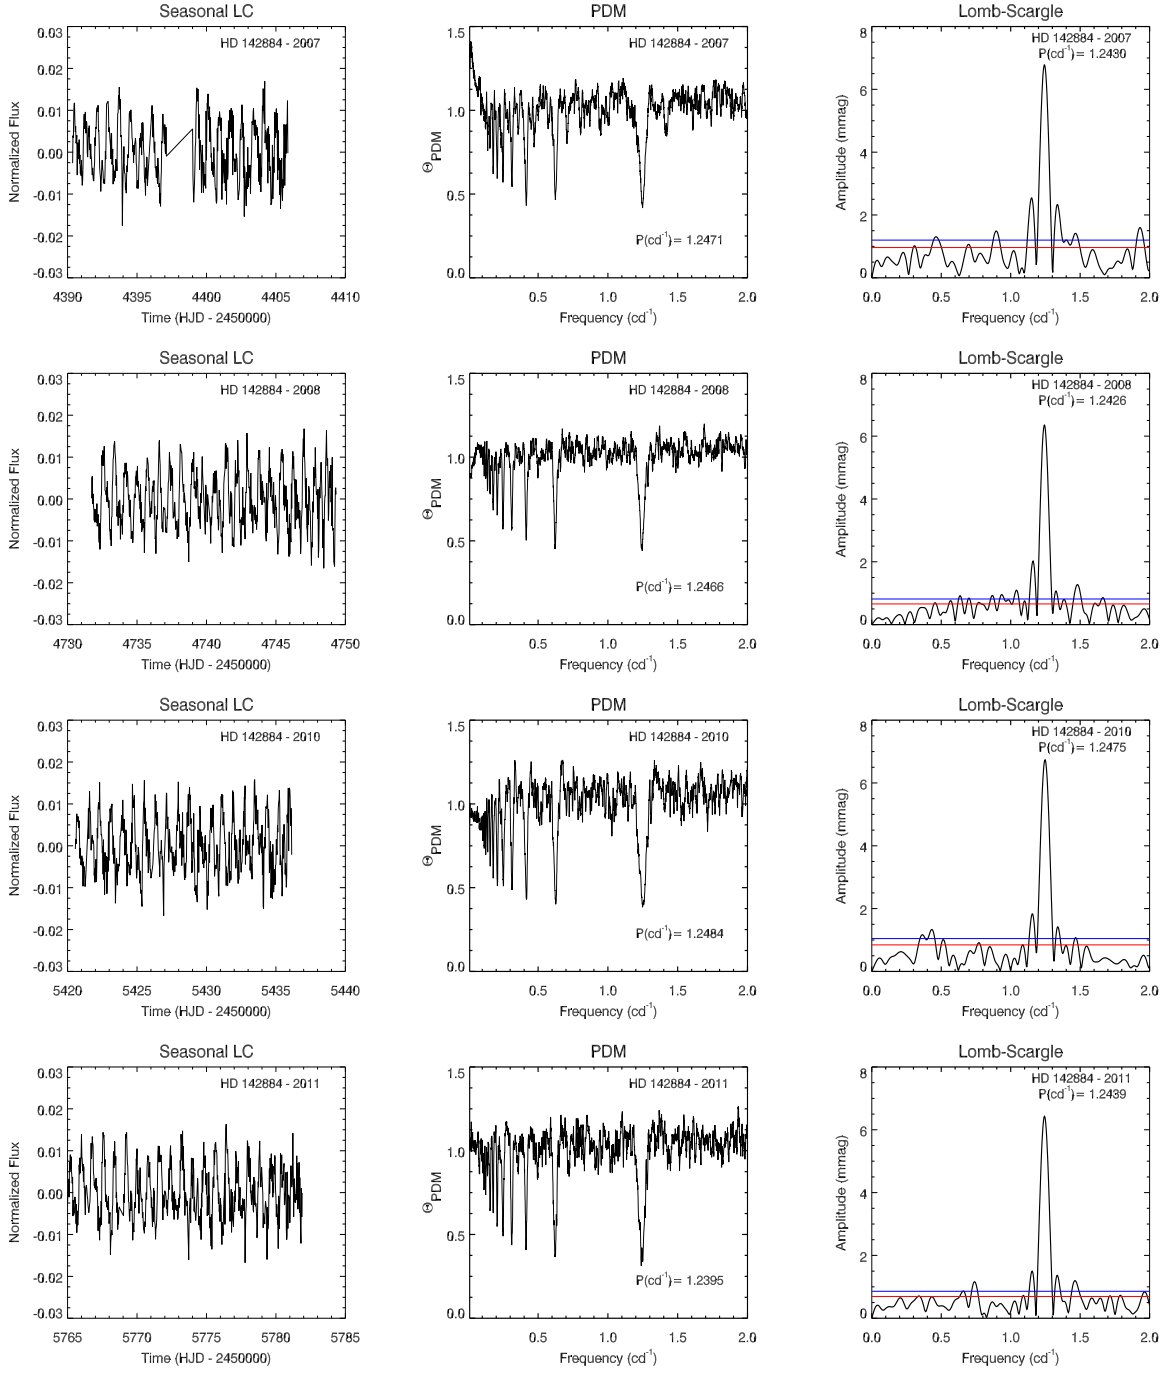 Seasonal LC
0.03
0.02
0.01
0.00
-0.01
-0.02
-0.03
Normalized Flux
HD 142884 - 2007
4390 4395 4400 4405 4410
Time (HJD - 2450000)
PDM
1.5
1.0
0.5
0.0
ΘPDM
HD 142884 - 2007
P(cd-1)= 1.2471
0.5 1.0 1.5 2.0
Frequency (cd-1)
Lomb-Scargle
8
6
4
2
0
Amplitude (mmag)
HD 142884 - 2007
P(cd-1)= 1.2430
0.0 0.5 1.0 1.5 2.0
Frequency (cd-1)
Seasonal LC
0.03
0.02
0.01
0.00
-0.01
-0.02
-0.03
Normalized Flux
HD 142884 - 2008
4730 4735 4740 4745 4750
Time (HJD - 2450000)
PDM
1.5
1.0
0.5
0.0
ΘPDM
HD 142884 - 2008
P(cd-1)= 1.2466
0.5 1.0 1.5 2.0
Frequency (cd-1)
Lomb-Scargle
8
6
4
2
0
Amplitude (mmag)
HD 142884 - 2008
P(cd-1)= 1.2426
0.0 0.5 1.0 1.5 2.0
Frequency (cd-1)
Seasonal LC
0.03
0.02
0.01
0.00
-0.01
-0.02
-0.03
Normalized Flux
HD 142884 - 2010
5420 5425 5430 5435 5440
Time (HJD - 2450000)
PDM
1.5
1.0
0.5
0.0
ΘPDM
HD 142884 - 2010
P(cd-1)= 1.2484
0.5 1.0 1.5 2.0
Frequency (cd-1)
Lomb-Scargle
8
6
4
2
0
Amplitude (mmag)
HD 142884 - 2010
P(cd-1)= 1.2475
0.0 0.5 1.0 1.5 2.0
Frequency (cd-1)
Seasonal LC
0.03
0.02
0.01
0.00
-0.01
-0.02
-0.03
Normalized Flux
HD 142884 - 2011
5765 5770 5775 5780 5785
Time (HJD - 2450000)
PDM
1.5
1.0
0.5
0.0
ΘPDM
HD 142884 - 2011
P(cd-1)= 1.2395
0.5 1.0 1.5 2.0
Frequency (cd-1)
Lomb-Scargle
8
6
4
2
0
Amplitude (mmag)
HD 142884 - 2011
P(cd-1)= 1.2439
0.0 0.5 1.0 1.5 2.0
Frequency (cd-1)